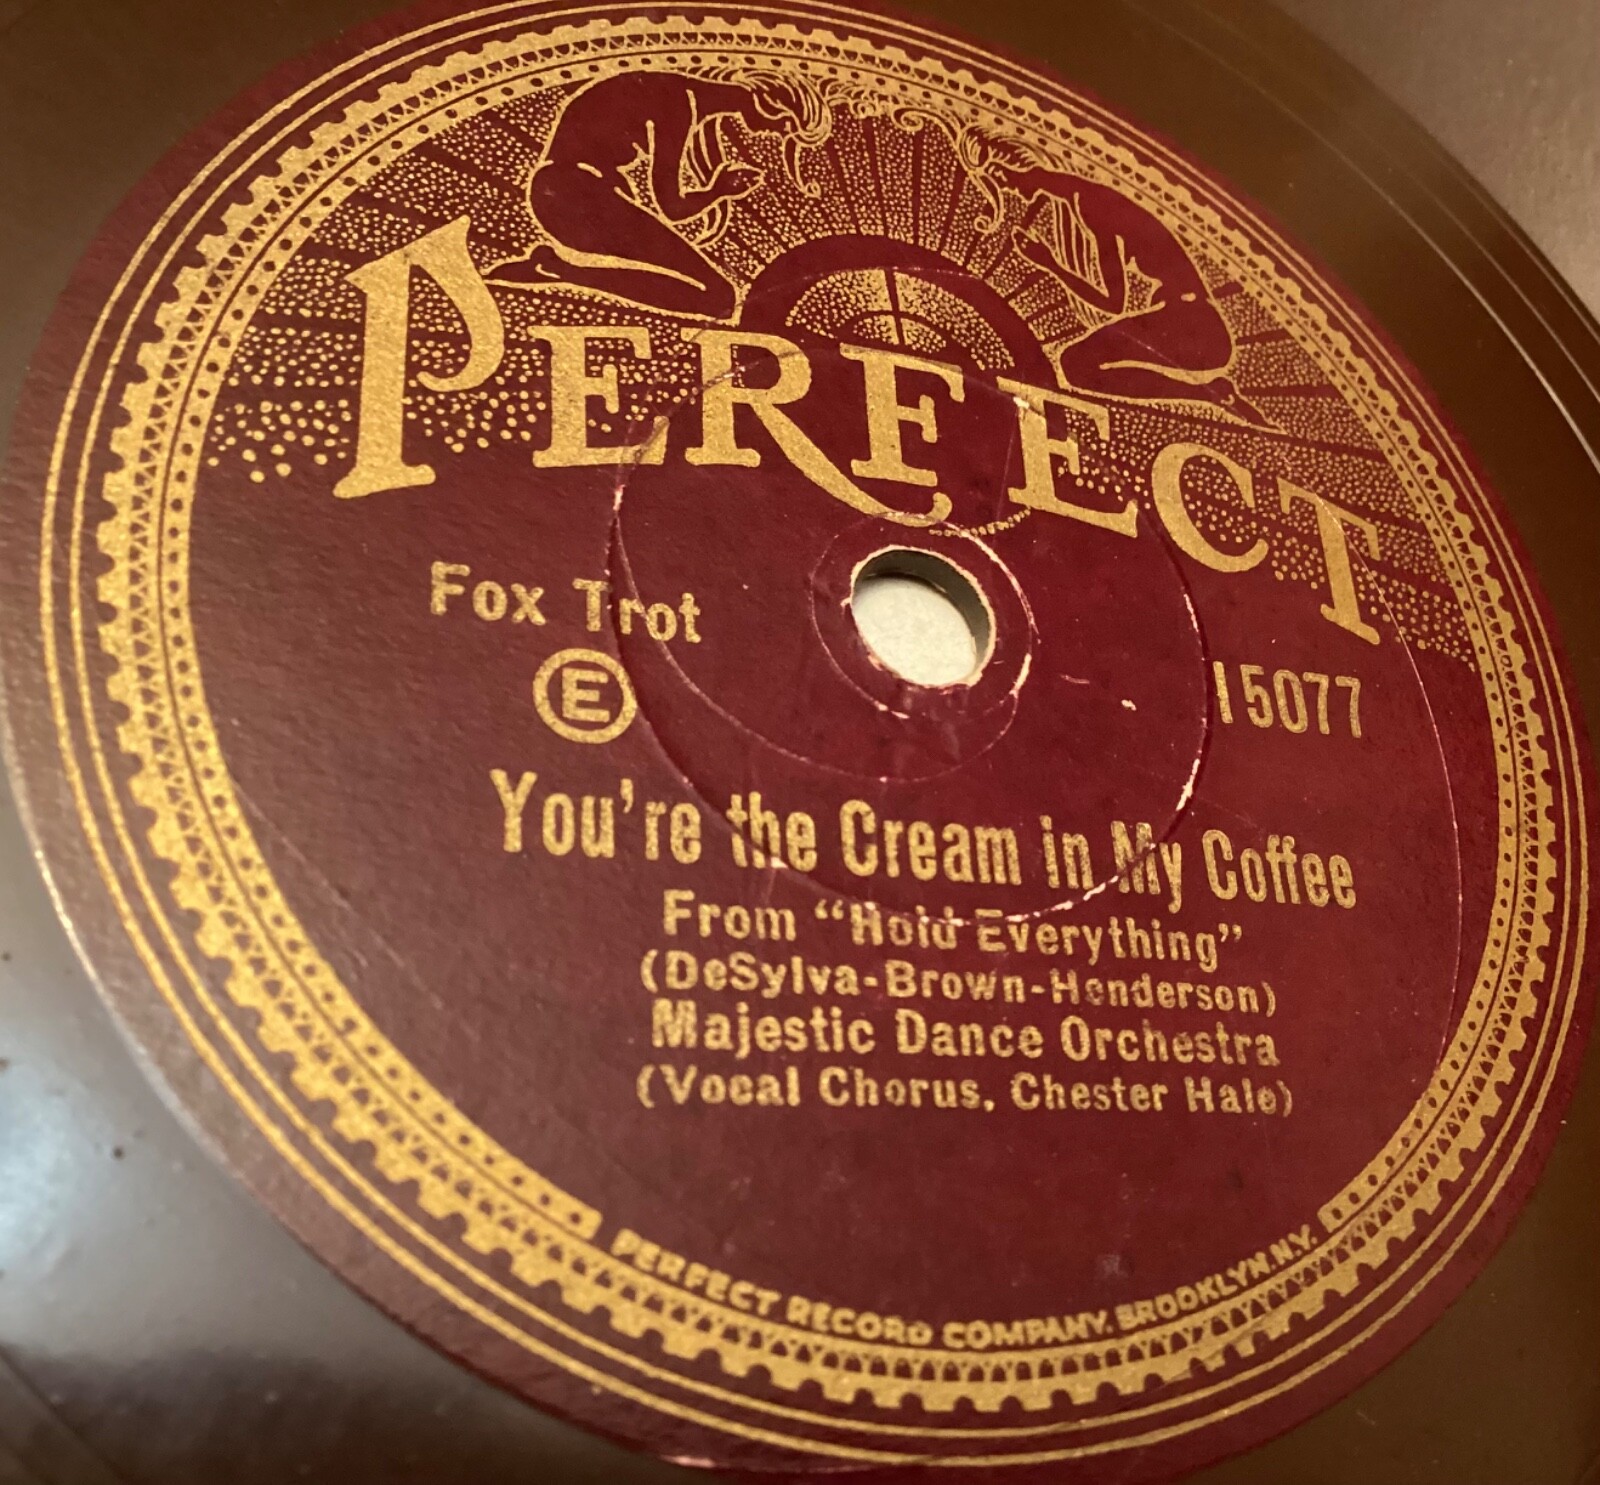 PERFECT
Fox Trot
E
15077
You're the Cream in My Coffee
From "Hold Everything"
(DeSylva-Brown-Henderson)
Majestic Dance Orchestra
(Vocal Chorus, Chester Hale)
PERFECT RECORD COMPANY. BROOKLYN.N.Y.